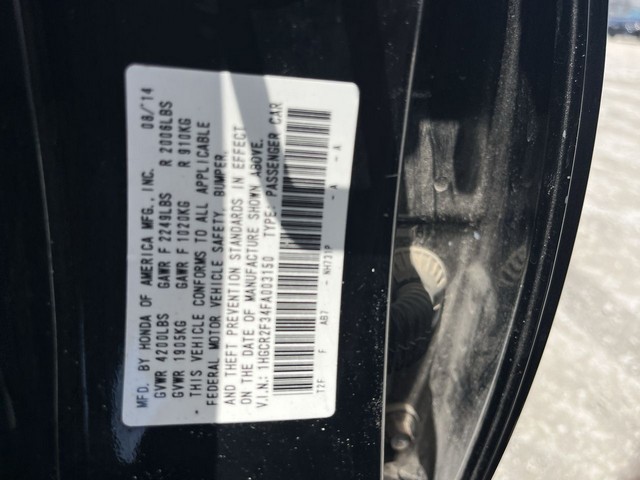 MFD. BY HONDA OF AMERICA MFG., INC. 08/'14
GVWR 4200LBS GAWR F 2249LBS R 2006LBS
GVWR 1905KG GAWR F 1020KG R 910KG
· THIS VEHICLE CONFORMS TO ALL APPLICABLE
FEDERAL MOTOR VEHICLE SAFETY, BUMPER,
AND THEFT PREVENTION STANDARDS IN EFFECT
ON THE DATE OF MANUFACTURE SHOWN ABOVE.
V.I.N.: 1HGCR2F34FA003150 TYPE: PASSENGER CAR
T2F F AB7 - NH731P - A - A